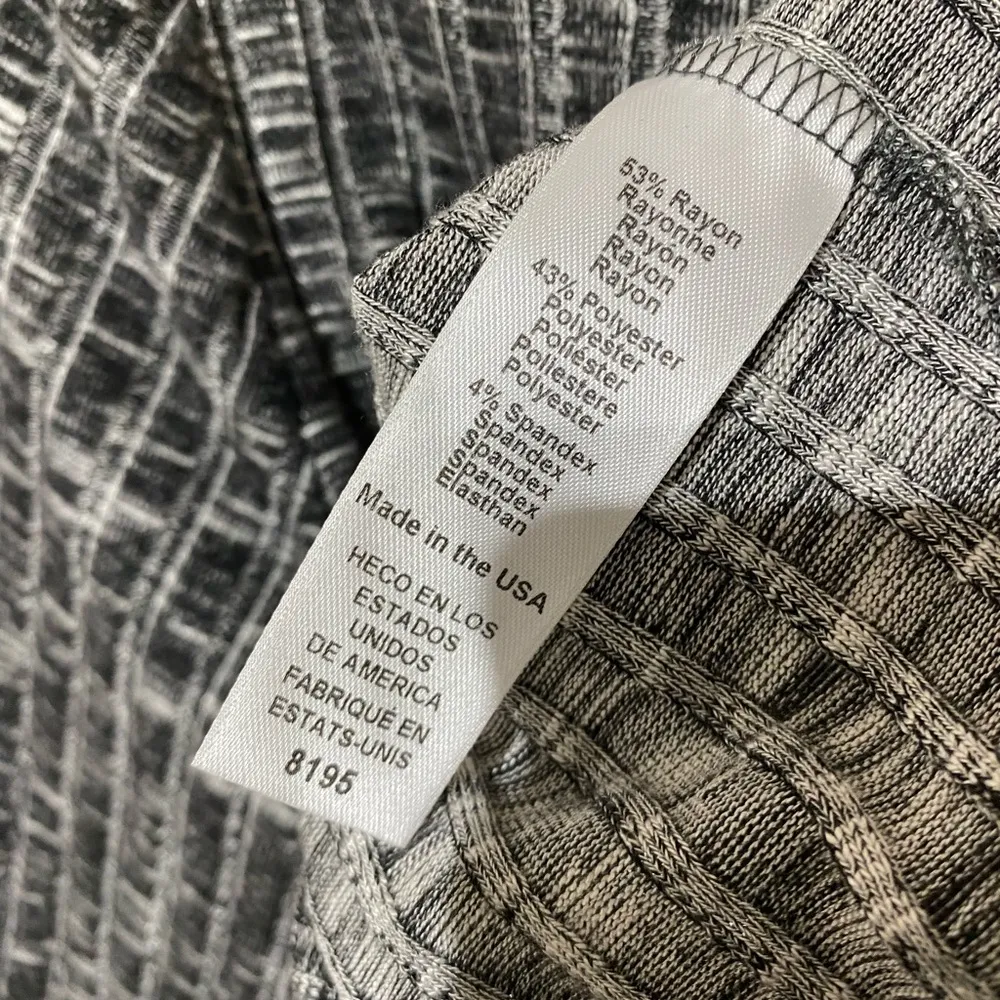 53% Rayon
Rayonne
Rayon
Rayon
Rayon
43% Polyester
Polyester
Poliéster
Poliestere
Polyester
4% Spandex
Spandex
Spandex
Spandex
Elasthan
Made in the USA
HECO EN LOS
ESTADOS
UNIDOS
DE AMERICA
FABRIQUÉ EN
ESTATS-UNIS
8195